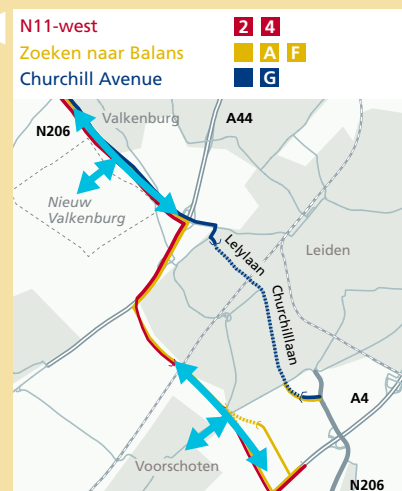 N11-west 2 4
Zoeken naar Balans A F
Churchill Avenue G
Valkenburg
A44
N206
Nieuw
Valkenburg
Lelylaan
Leiden
Churchilllaan
A4
Voorschoten
N206